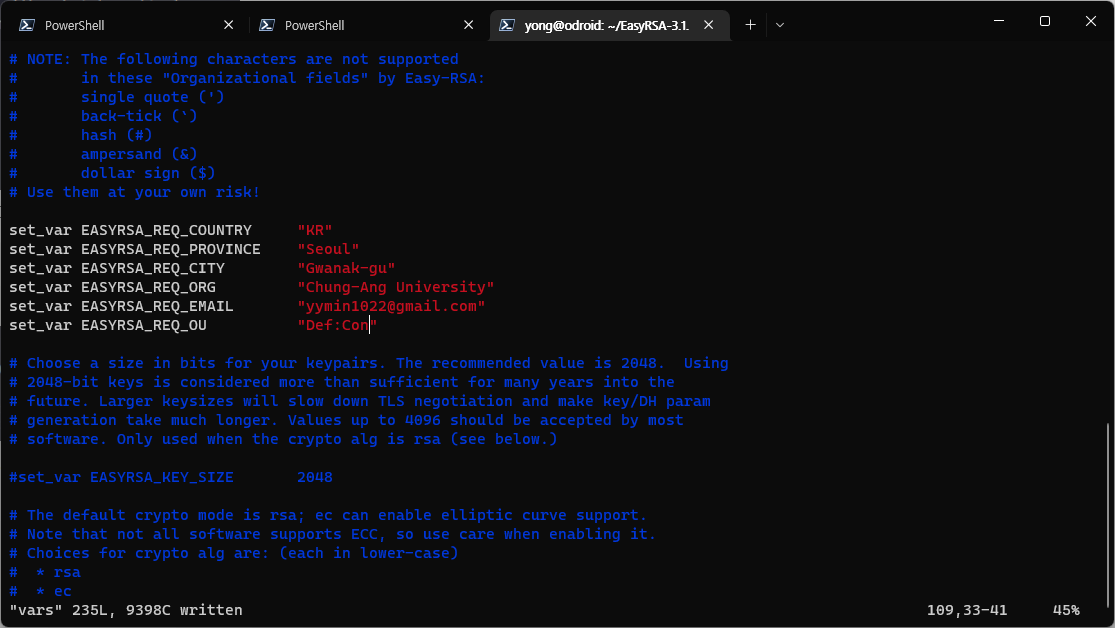 PowerShell
PowerShell
yong@odroid: ~/EasyRSA-3.1.
# NOTE: The following characters are not supported
#       in these "Organizational fields" by Easy-RSA:
#       single quote (')
#       back-tick (`)
#       hash (#)
#       ampersand (&)
#       dollar sign ($)
# Use them at your own risk!
set_var EASYRSA_REQ_COUNTRY     "KR"
set_var EASYRSA_REQ_PROVINCE    "Seoul"
set_var EASYRSA_REQ_CITY        "Gwanak-gu"
set_var EASYRSA_REQ_ORG         "Chung-Ang University"
set_var EASYRSA_REQ_EMAIL       "yymin1022@gmail.com"
set_var EASYRSA_REQ_OU          "Def:Con"
# Choose a size in bits for your keypairs. The recommended value is 2048.  Using
# 2048-bit keys is considered more than sufficient for many years into the
# future. Larger keysizes will slow down TLS negotiation and make key/DH param
# generation take much longer. Values up to 4096 should be accepted by most
# software. Only used when the crypto alg is rsa (see below.)
#set_var EASYRSA_KEY_SIZE       2048
# The default crypto mode is rsa; ec can enable elliptic curve support.
# Note that not all software supports ECC, so use care when enabling it.
# Choices for crypto alg are: (each in lower-case)
#  * rsa
#  * ec
"vars" 235L, 9398C written                                                                            109,33-41     45%